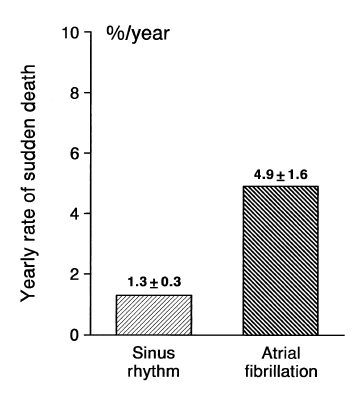 %/year
Yearly rate of sudden death
10
8
6
4
2
0
1.3±0.3
4.9±1.6
Sinus
rhythm
Atrial
fibrillation